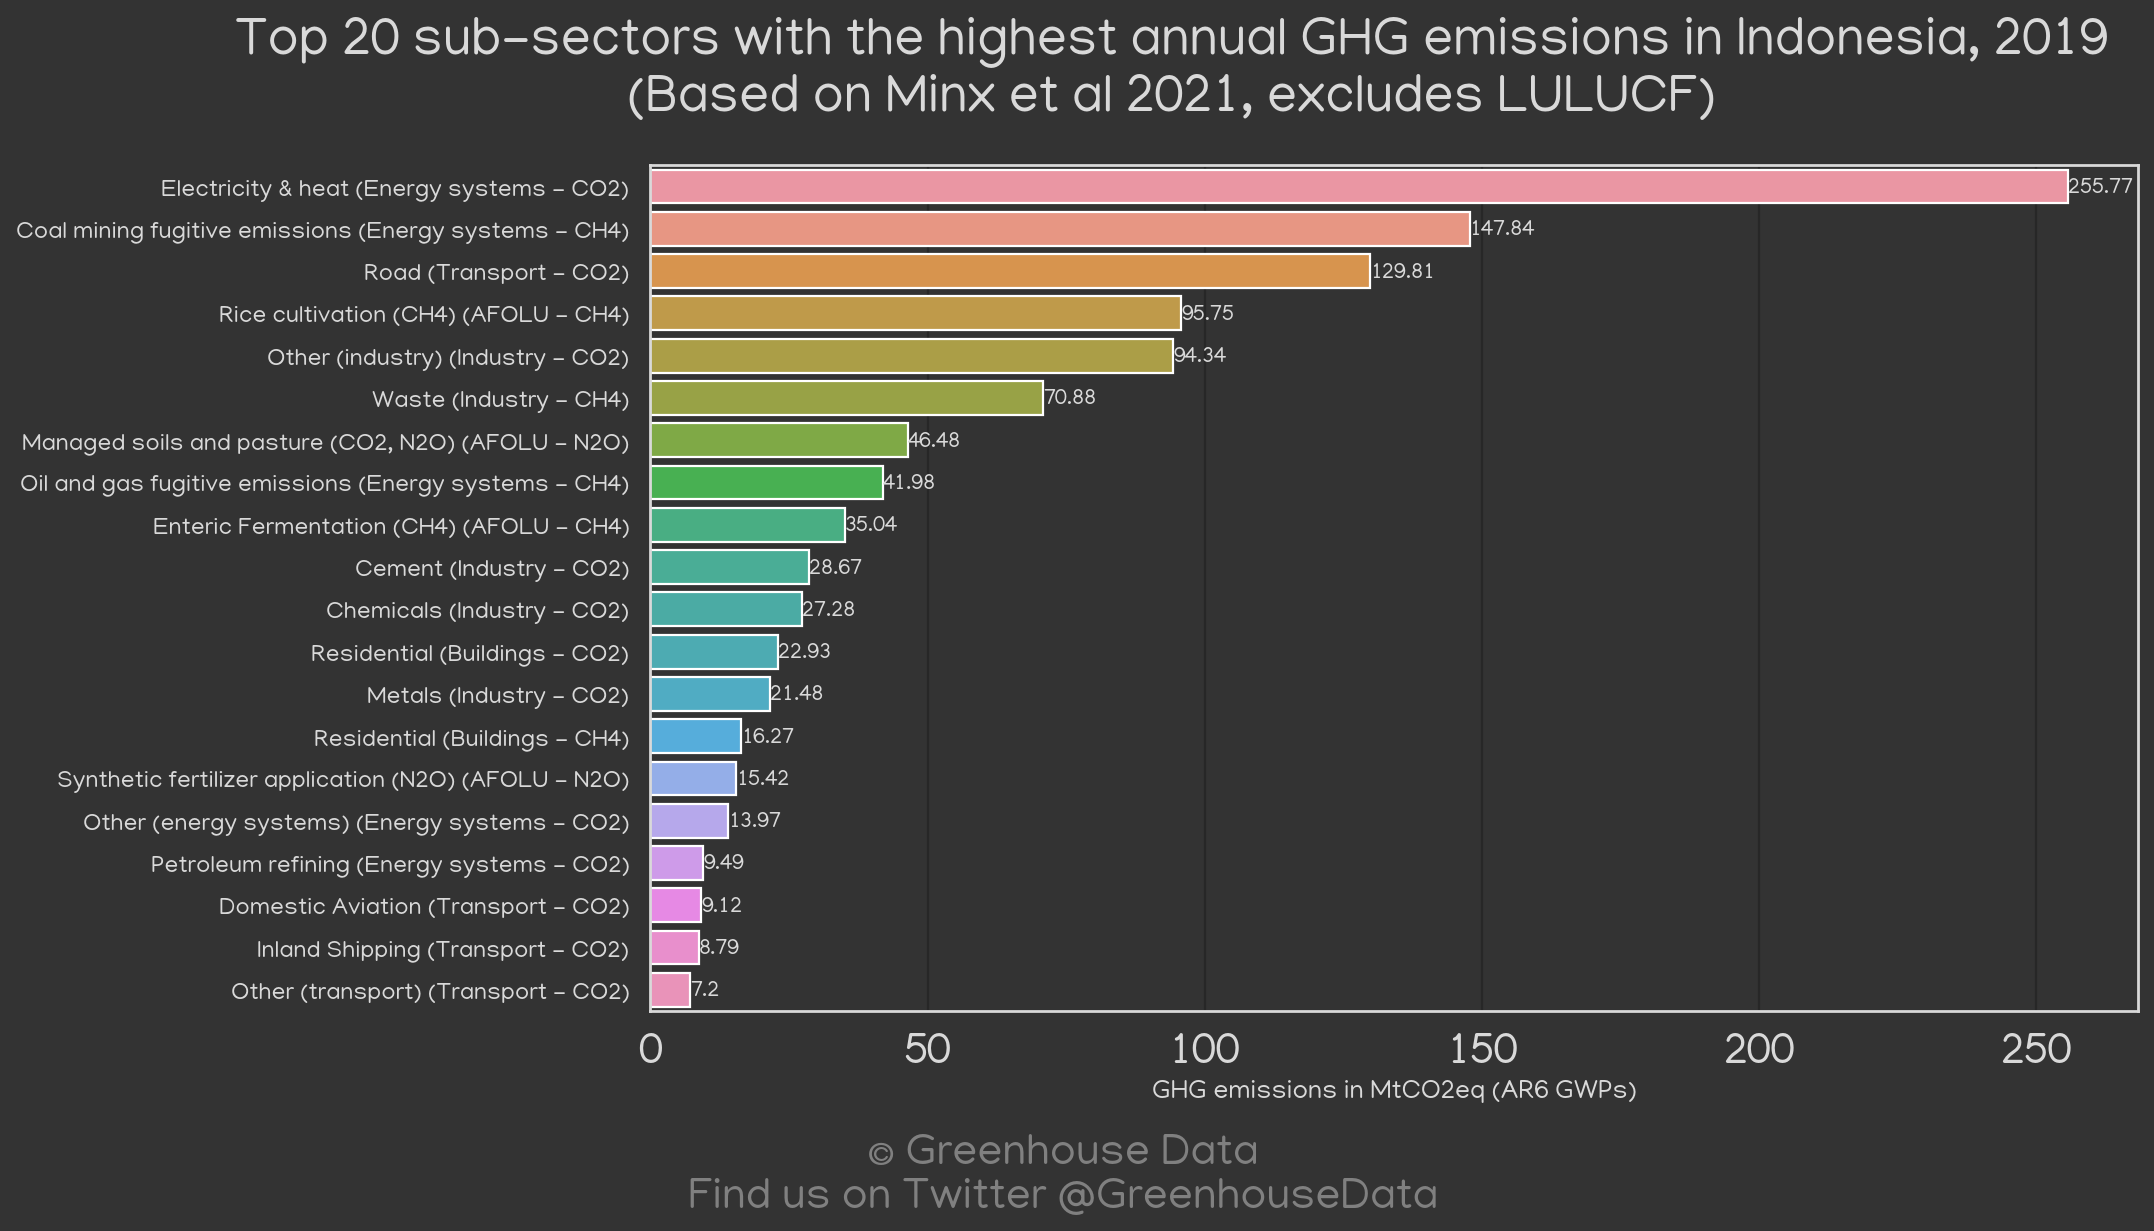 Top 20 sub-sectors with the highest annual GHG emissions in Indonesia, 2019
(Based on Minx et al 2021, excludes LULUCF)
Electricity & heat (Energy systems - CO2) 255.77
Coal mining fugitive emissions (Energy systems - CH4) 147.84
Road (Transport - CO2) 129.81
Rice cultivation (CH4) (AFOLU - CH4) 95.75
Other (industry) (Industry - CO2) 94.34
Waste (Industry - CH4) 70.88
Managed soils and pasture (CO2, N2O) (AFOLU - N2O) 46.48
Oil and gas fugitive emissions (Energy systems - CH4) 41.98
Enteric Fermentation (CH4) (AFOLU - CH4) 35.04
Cement (Industry - CO2) 28.67
Chemicals (Industry - CO2) 27.28
Residential (Buildings - CO2) 22.93
Metals (Industry - CO2) 21.48
Residential (Buildings - CH4) 16.27
Synthetic fertilizer application (N2O) (AFOLU - N2O) 15.42
Other (energy systems) (Energy systems - CO2) 13.97
Petroleum refining (Energy systems - CO2) 9.49
Domestic Aviation (Transport - CO2) 9.12
Inland Shipping (Transport - CO2) 8.79
Other (transport) (Transport - CO2) 7.2
0 50 100 150 200 250
GHG emissions in MtCO2eq (AR6 GWPs)
© Greenhouse Data
Find us on Twitter @GreenhouseData